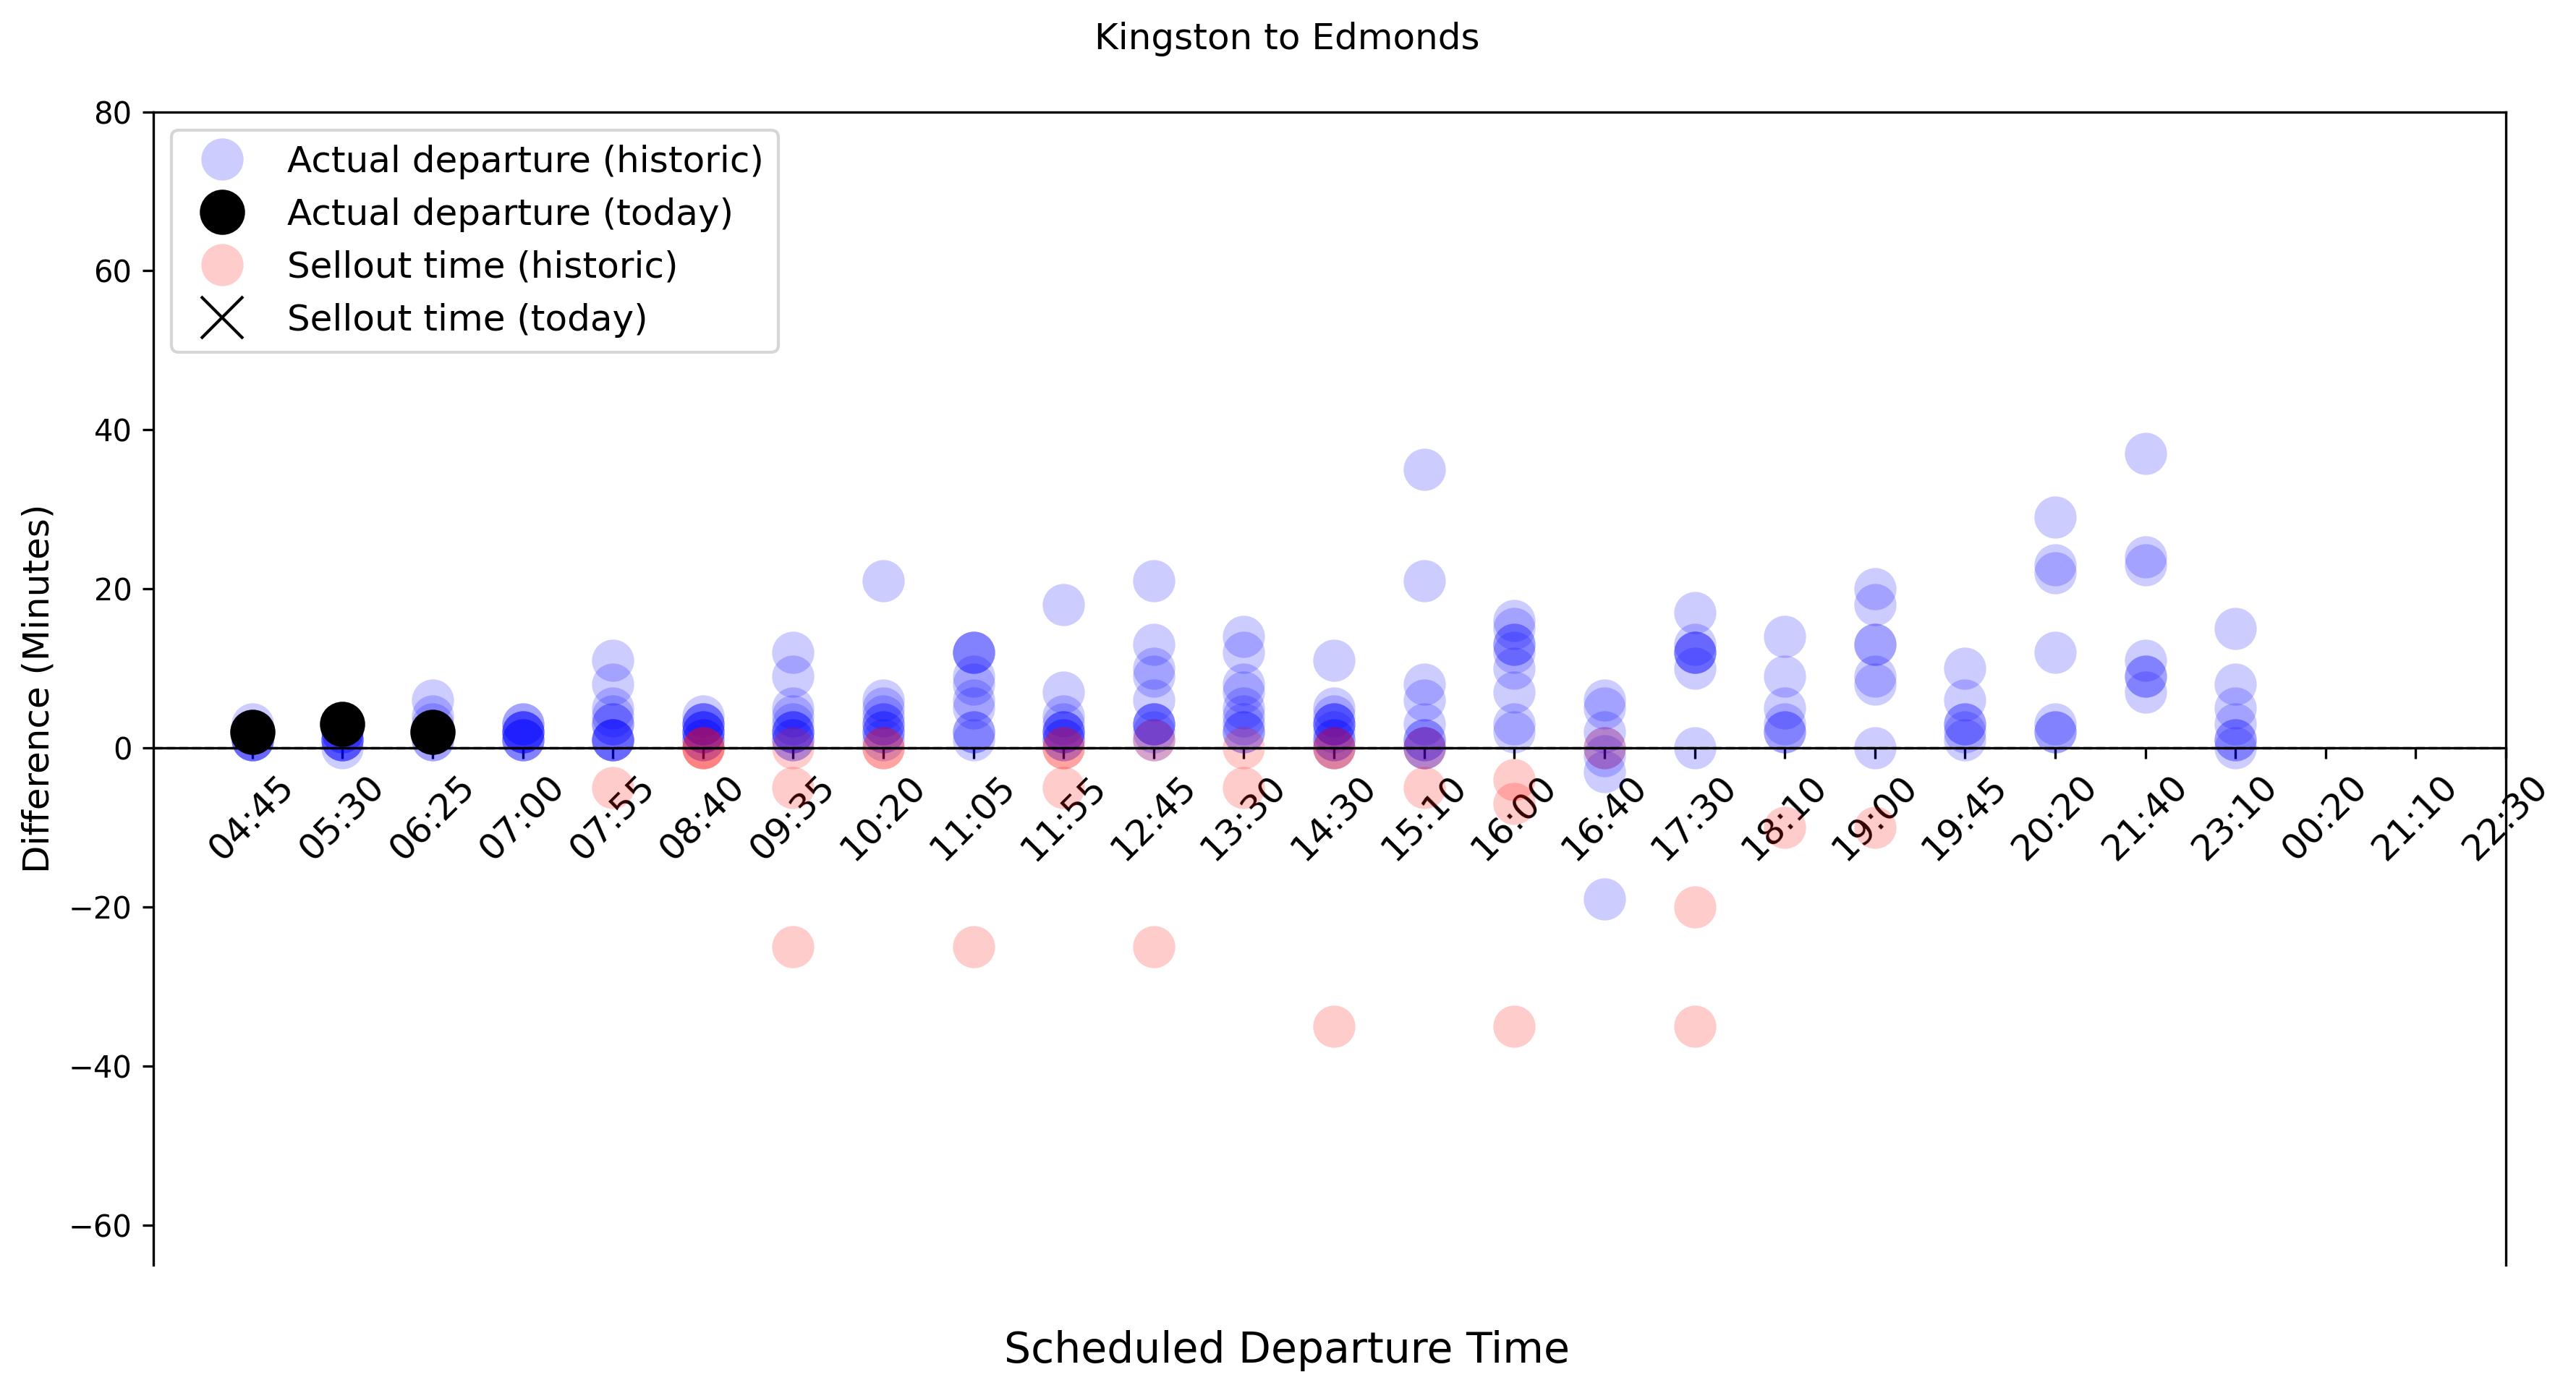 Kingston to Edmonds
80
60
40
20
0
−20
−40
−60
Difference (Minutes)
Actual departure (historic)
Actual departure (today)
Sellout time (historic)
Sellout time (today)
04:45 05:30 06:25 07:00 07:55 08:40 09:35 10:20 11:05 11:55 12:45 13:30 14:30 15:10 16:00 16:40 17:30 18:10 19:00 19:45 20:20 21:40 23:10 00:20 21:10 22:30
Scheduled Departure Time